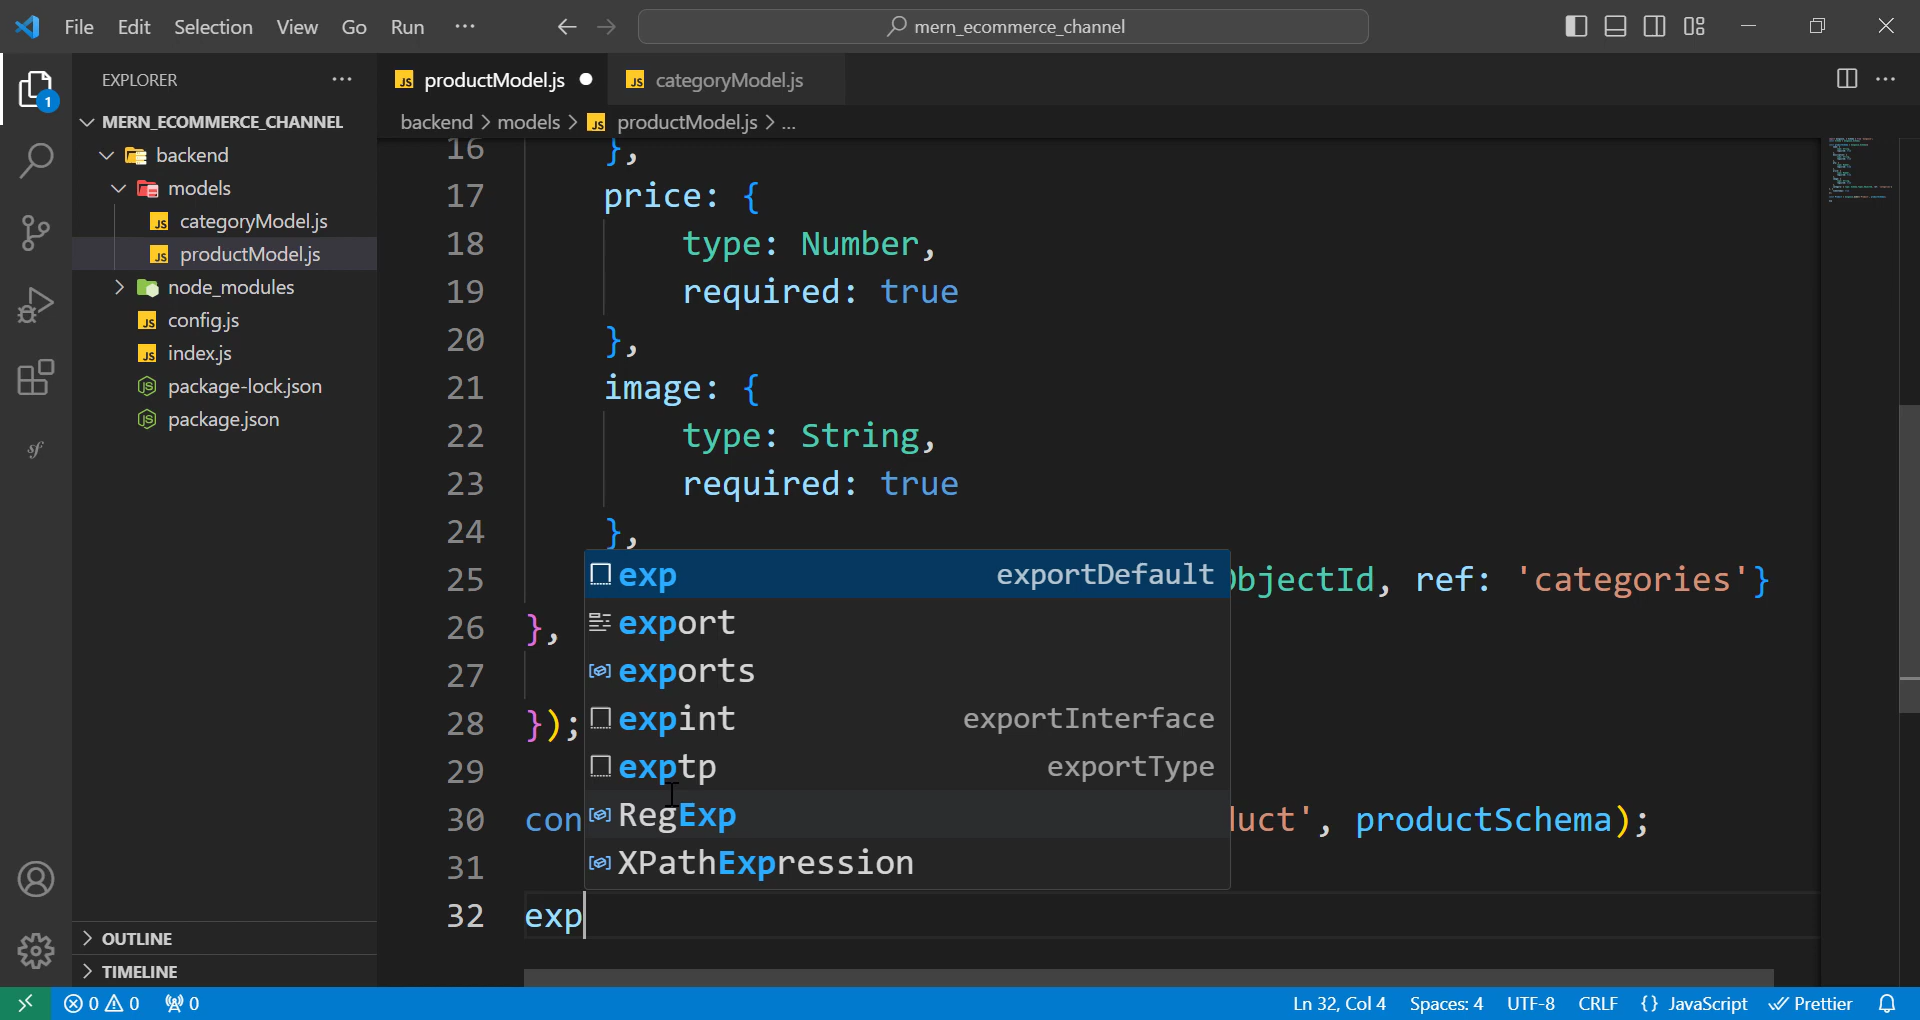 File Edit Selection View Go Run ··· mern_ecommerce_channel
EXPLORER ···
MERN_ECOMMERCE_CHANNEL
backend
models
categoryModel.js
productModel.js
node_modules
config.js
index.js
package-lock.json
package.json
OUTLINE
TIMELINE
1
productModel.js categoryModel.js
backend > models > JS productModel.js > ...
16 },
17 price: {
18 type: Number,
19 required: true
20 },
21 image: {
22 type: String,
23 required: true
24 },
25 bjectId, ref: 'categories'}
26 },
27
28 });
29
30 con luct', productSchema);
31
32 exp
exp exportDefault
export
exports
expint exportInterface
exptp exportType
RegExp
XPathExpression
0 0 0 Ln 32, Col 4 Spaces: 4 UTF-8 CRLF {} JavaScript Prettier